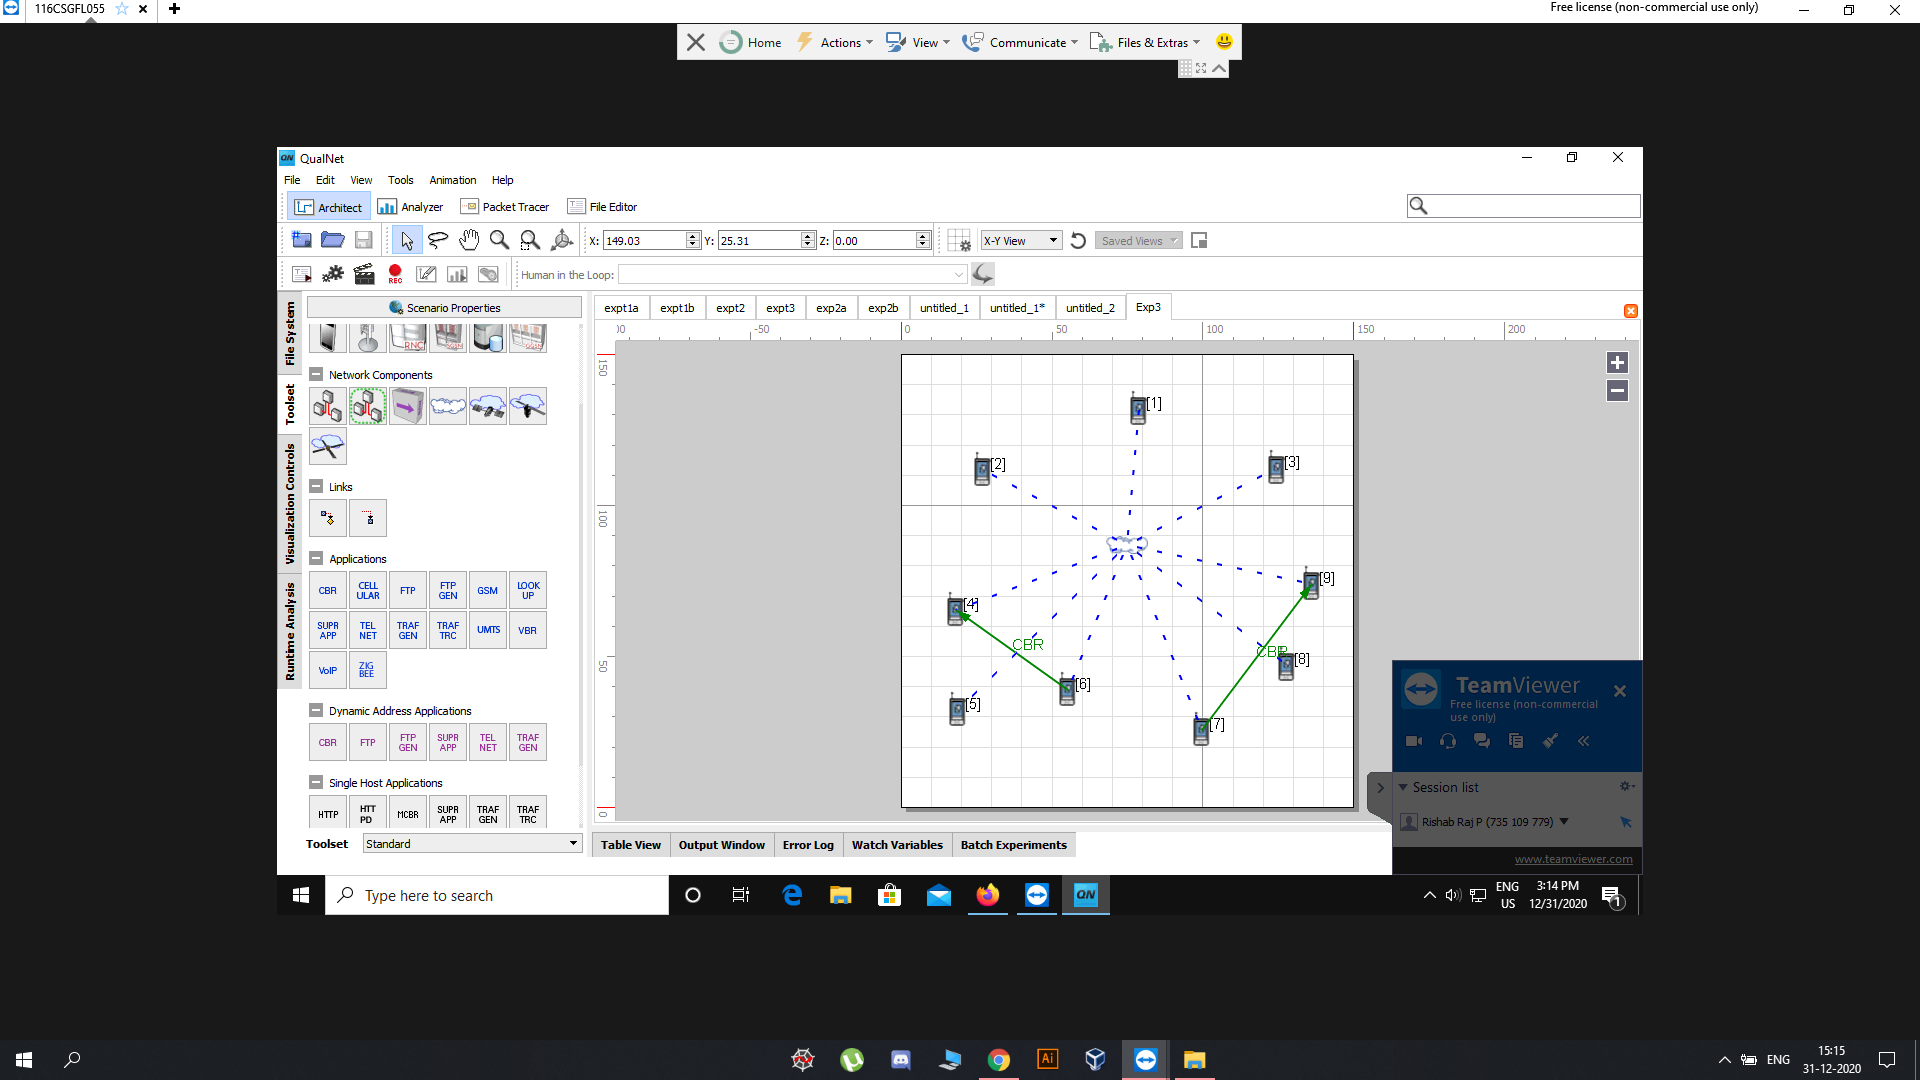 116CSGFL055
Free license (non-commercial use only)
Home Actions View Communicate Files & Extras
QN QualNet
File Edit View Tools Animation Help
Architect Analyzer Packet Tracer File Editor
X: 149.03 Y: 25.31 Z: 0.00 X-Y View Saved Views
REC Human in the Loop:
File System
Toolset
Visualization Controls
Runtime Analysis
Scenario Properties
RNC
Network Components
Links
Applications
CBR CELL ULAR FTP FTP GEN GSM LOOK UP
SUPR APP TEL NET TRAF GEN TRAF TRC UMTS VBR
VoIP ZIG BEE
Dynamic Address Applications
CBR FTP FTP GEN SUPR APP TEL NET TRAF GEN
Single Host Applications
HTTP HTT PD MCBR SUPR APP TRAF GEN TRAF TRC
Toolset Standard
expt1a expt1b expt2 expt3 exp2a exp2b untitled_1 untitled_1* untitled_2 Exp3
00 -50 0 50 100 150 200
150
100
50
0
[1]
[2]
[3]
[9]
[4]
CBR
CBR
[8]
[6]
[5]
[7]
Table View Output Window Error Log Watch Variables Batch Experiments
TeamViewer
Free license (non-commercial
use only)
Session list
Rishab Raj P (735 109 779)
www.teamviewer.com
Type here to search
QN
ENG
US
3:14 PM
12/31/2020
1
Ai
ENG
15:15
31-12-2020